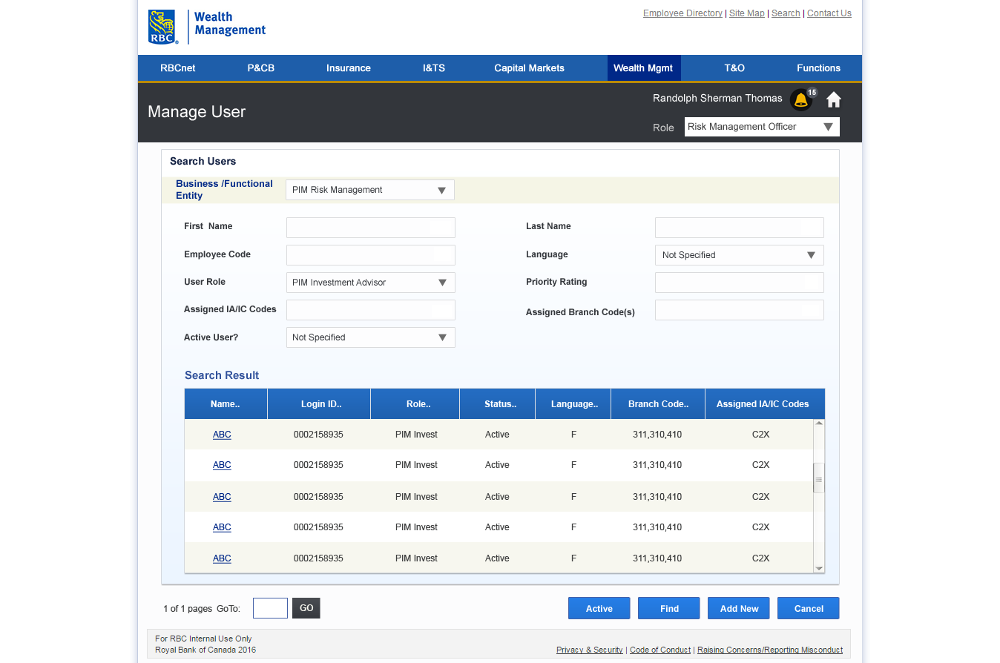 RBC ®
Wealth
Management
Employee Directory | Site Map | Search | Contact Us
RBCnet P&CB Insurance I&TS Capital Markets Wealth Mgmt T&O Functions
Manage User
Randolph Sherman Thomas 15
Role Risk Management Officer
Search Users
Business /Functional
Entity
PIM Risk Management
First Name
Last Name
Employee Code
Language Not Specified
User Role PIM Investment Advisor
Priority Rating
Assigned IA/IC Codes
Assigned Branch Code(s)
Active User? Not Specified
Search Result
Name.. Login ID.. Role.. Status.. Language.. Branch Code.. Assigned IA/IC Codes
ABC 0002158935 PIM Invest Active F 311,310,410 C2X
ABC 0002158935 PIM Invest Active F 311,310,410 C2X
ABC 0002158935 PIM Invest Active F 311,310,410 C2X
ABC 0002158935 PIM Invest Active F 311,310,410 C2X
ABC 0002158935 PIM Invest Active F 311,310,410 C2X
1 of 1 pages GoTo: GO Active Find Add New Cancel
For RBC Internal Use Only
Royal Bank of Canada 2016
Privacy & Security | Code of Conduct | Raising Concerns/Reporting Misconduct